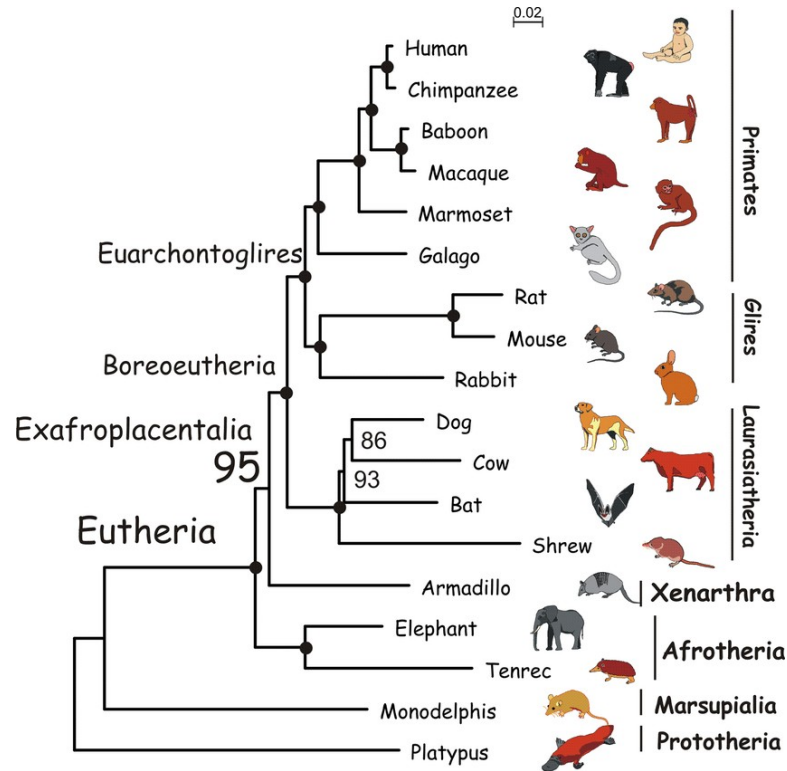 0.02
Human
Chimpanzee
Baboon
Macaque
Marmoset
Galago
Rat
Mouse
Rabbit
Dog
Cow
Bat
Shrew
Armadillo
Elephant
Tenrec
Monodelphis
Platypus
Euarchontoglires
Boreoeutheria
Exafroplacentalia
95
Eutheria
86
93
Primates
Glires
Laurasiatheria
Xenarthra
Afrotheria
Marsupialia
Prototheria